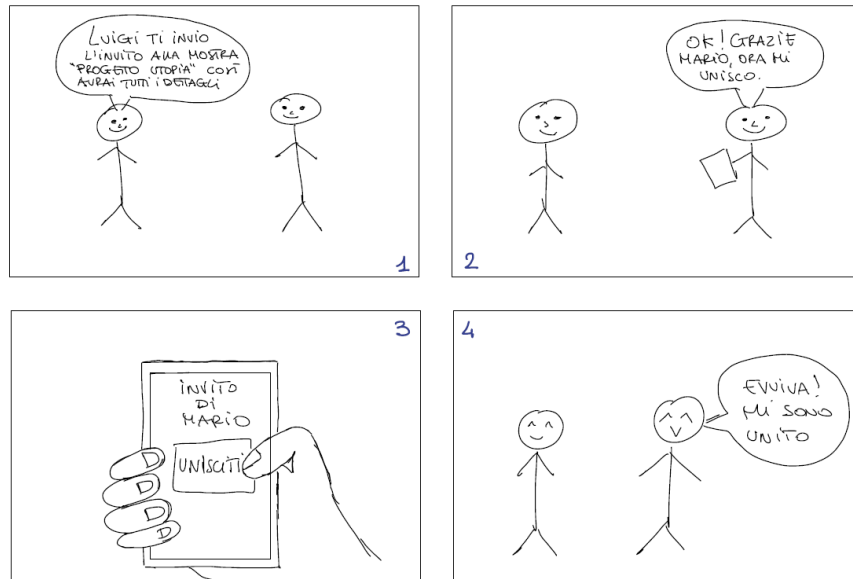 LUIGI TI INVIO
L'INVITO ALLA MOSTRA
"PROGETTO UTOPIA" COSÌ
AVRAI TUTTI I DETTAGLI
1
OK! GRAZIE
MARIO, ORA MI
UNISCO.
2
3
INVITO
DI
MARIO
UNISCITI
4
EVVIVA!
MI SONO
UNITO